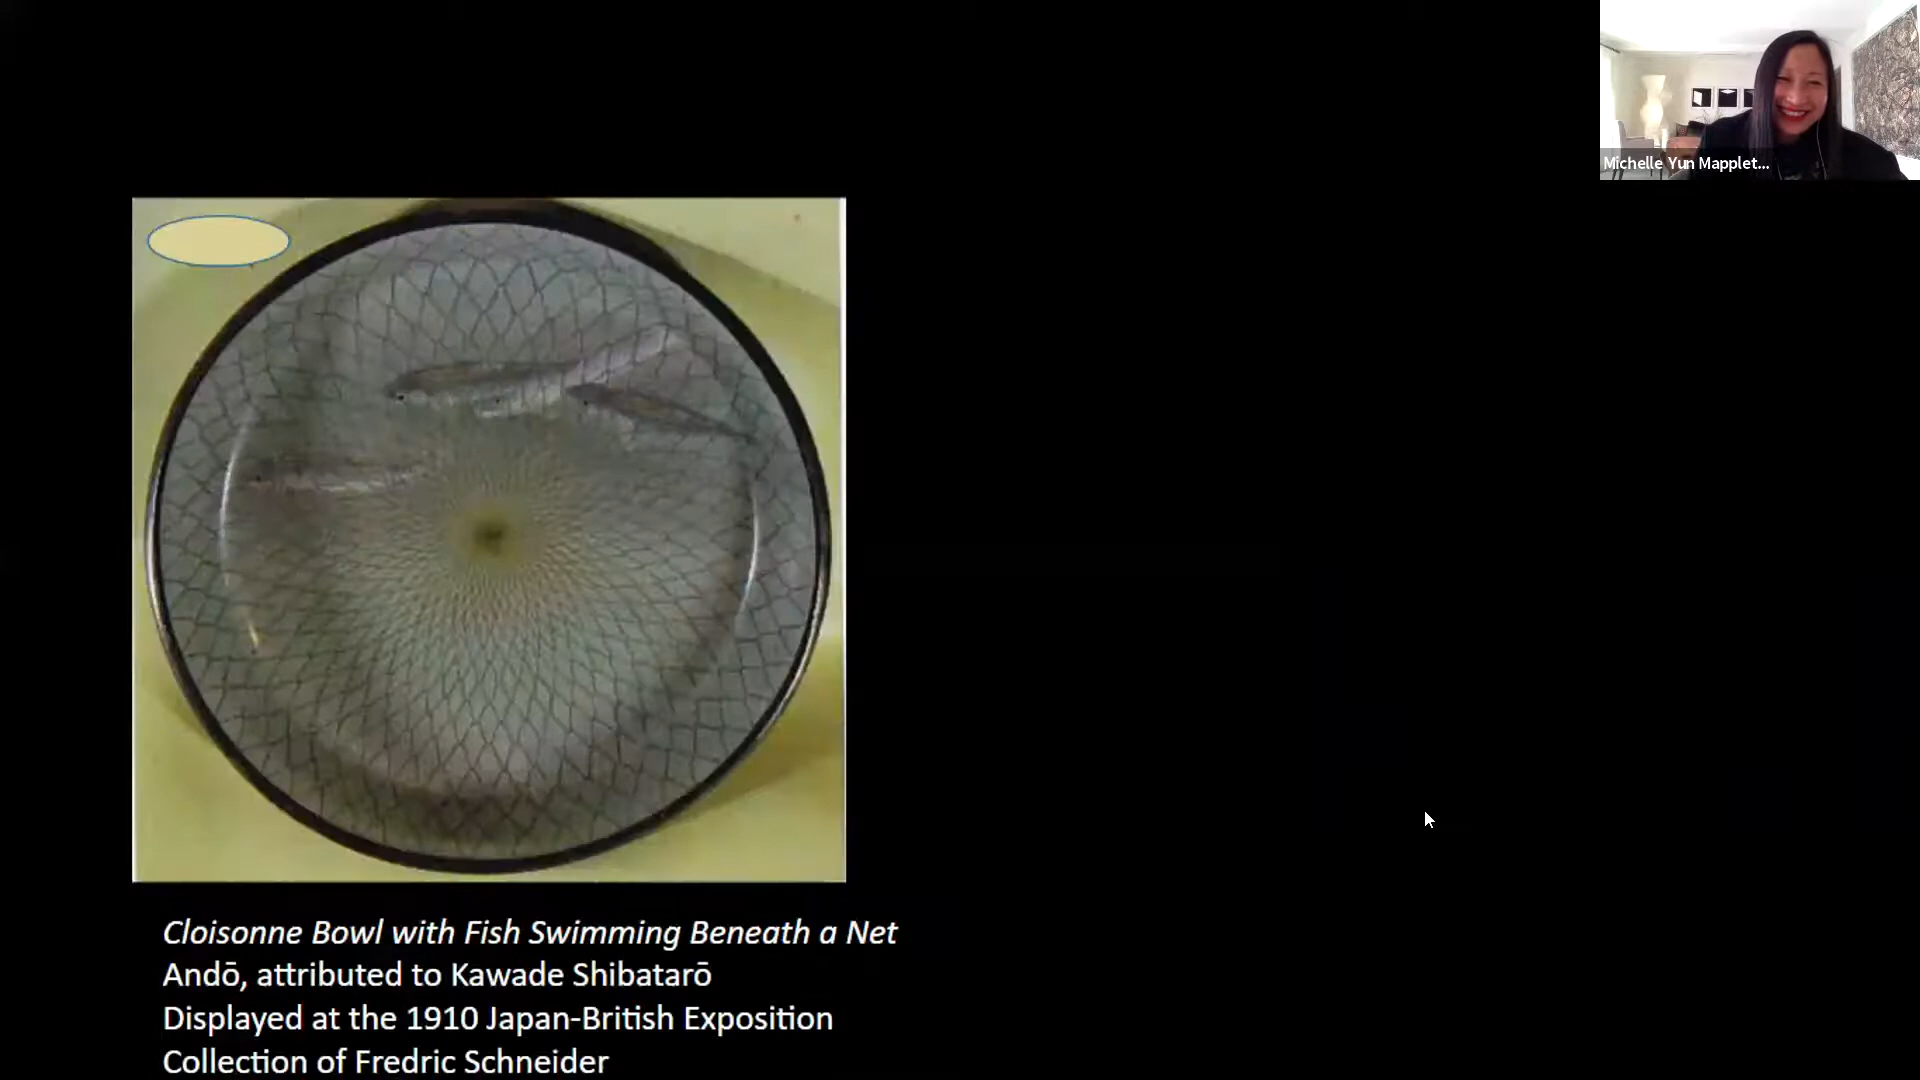 Michelle Yun Mapplet...
Cloisonne Bowl with Fish Swimming Beneath a Net
Andō, attributed to Kawade Shibatarō
Displayed at the 1910 Japan-British Exposition
Collection of Fredric Schneider